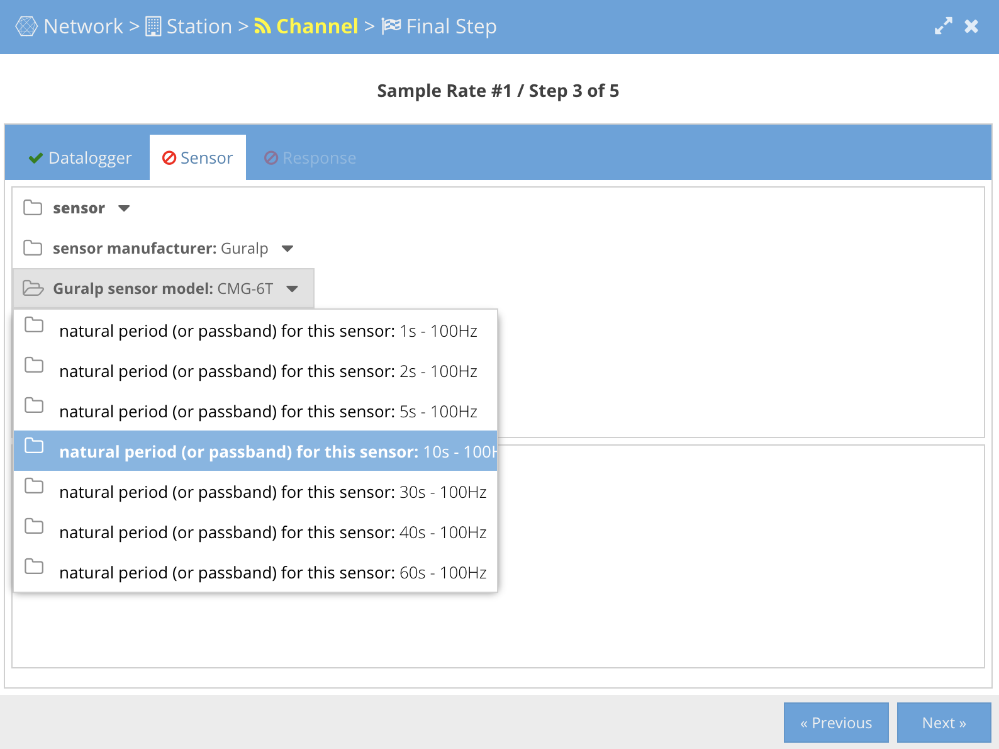 Network > Station > Channel > Final Step
Sample Rate #1 / Step 3 of 5
Datalogger Sensor Response
sensor
sensor manufacturer: Guralp
Guralp sensor model: CMG-6T
natural period (or passband) for this sensor: 1s - 100Hz
natural period (or passband) for this sensor: 2s - 100Hz
natural period (or passband) for this sensor: 5s - 100Hz
natural period (or passband) for this sensor: 10s - 100H
natural period (or passband) for this sensor: 30s - 100Hz
natural period (or passband) for this sensor: 40s - 100Hz
natural period (or passband) for this sensor: 60s - 100Hz
« Previous Next »